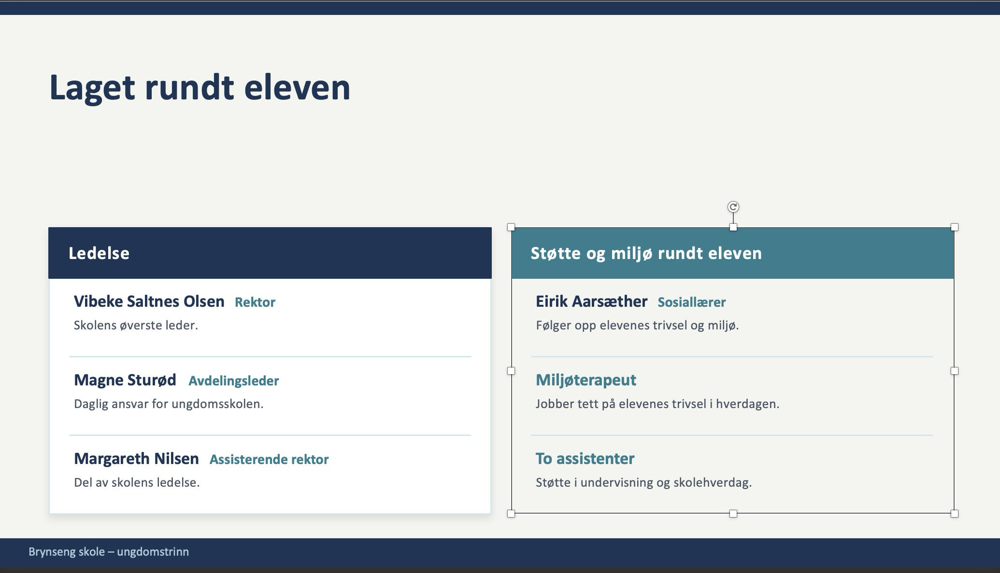 Laget rundt eleven
Ledelse
Vibeke Saltnes Olsen Rektor
Skolens øverste leder.
Magne Sturød Avdelingsleder
Daglig ansvar for ungdomsskolen.
Margareth Nilsen Assisterende rektor
Del av skolens ledelse.
Støtte og miljø rundt eleven
Eirik Aarsæther Sosiallærer
Følger opp elevenes trivsel og miljø.
Miljøterapeut
Jobber tett på elevenes trivsel i hverdagen.
To assistenter
Støtte i undervisning og skolehverdag.
Brynseng skole – ungdomstrinn